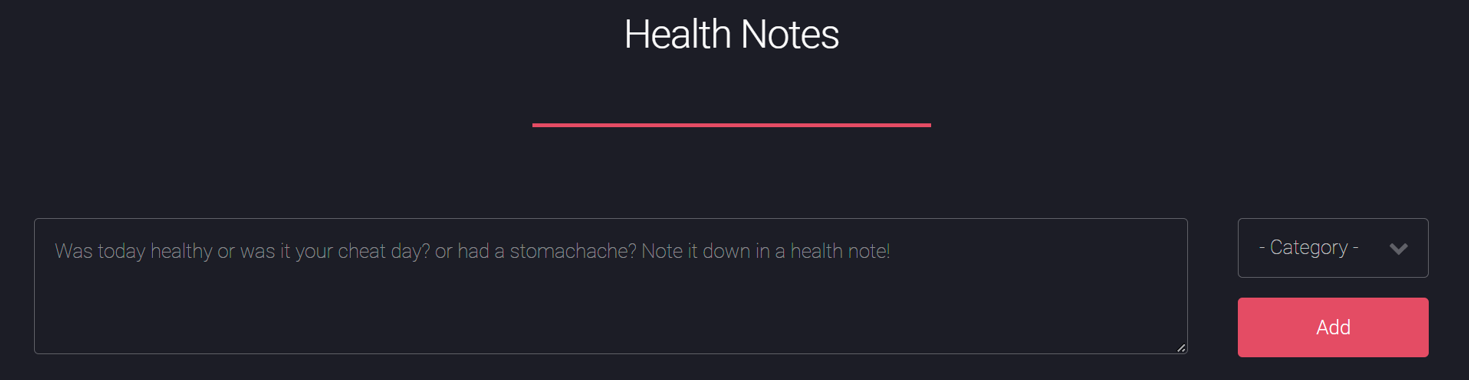 Health Notes
Was today healthy or was it your cheat day? or had a stomachache? Note it down in a health note!
- Category -
Add